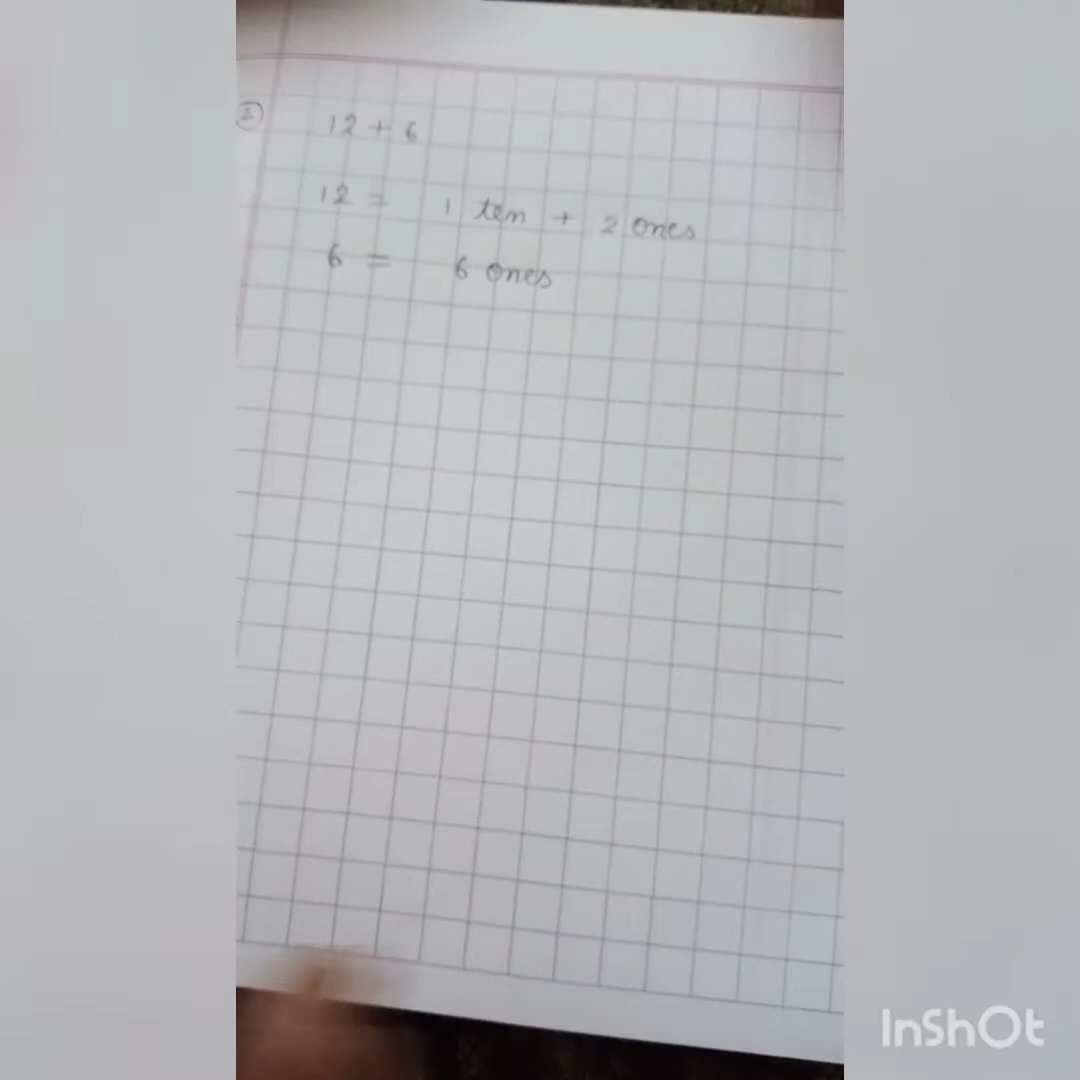 ② 12 + 6
12 = 1 ten + 2 ones
6 = 6 ones
InShOt